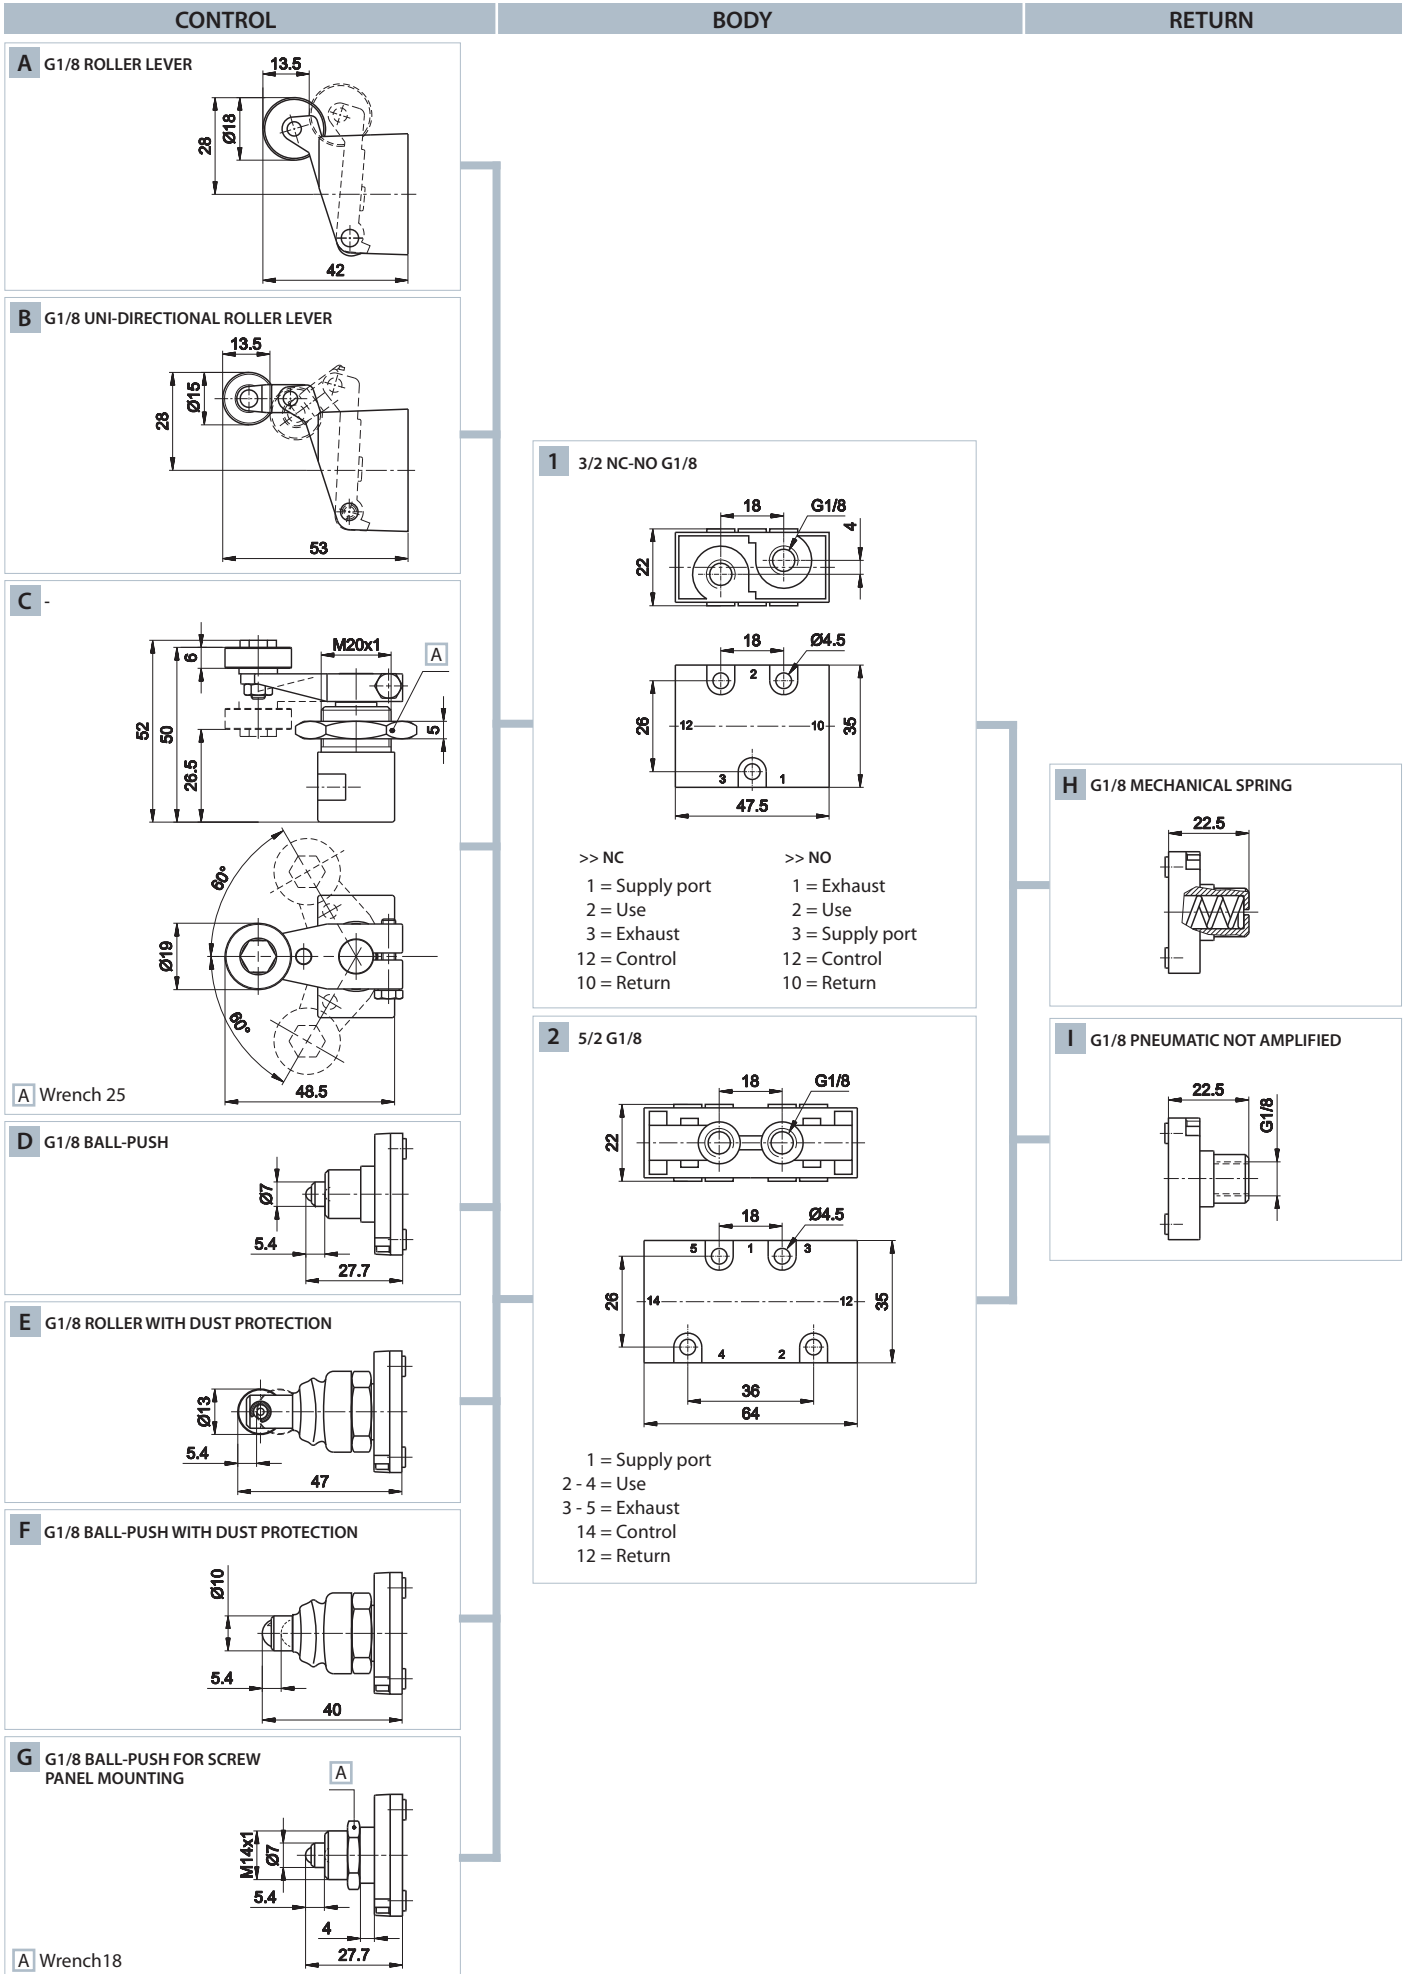 CONTROL
BODY
RETURN
A G1/8 ROLLER LEVER
13.5
28
Ø18
42
B G1/8 UNI-DIRECTIONAL ROLLER LEVER
13.5
28
Ø15
53
C -
M20x1
A
6
52
50
26.5
5
60°
Ø19
60°
48.5
A Wrench 25
D G1/8 BALL-PUSH
Ø7
5.4
27.7
E G1/8 ROLLER WITH DUST PROTECTION
Ø13
5.4
47
F G1/8 BALL-PUSH WITH DUST PROTECTION
Ø10
5.4
40
G G1/8 BALL-PUSH FOR SCREW
PANEL MOUNTING
A
M14x1
Ø7
5.4
4
27.7
A Wrench18
1 3/2 NC-NO G1/8
18
G1/8
4
22
18
Ø4.5
2
26
12
10
35
3
1
47.5
>> NC
1 = Supply port
2 = Use
3 = Exhaust
12 = Control
10 = Return
>> NO
1 = Exhaust
2 = Use
3 = Supply port
12 = Control
10 = Return
2 5/2 G1/8
18
G1/8
22
18
Ø4.5
5
1
3
26
14
12
35
4
2
36
64
1 = Supply port
2 - 4 = Use
3 - 5 = Exhaust
14 = Control
12 = Return
H G1/8 MECHANICAL SPRING
22.5
I G1/8 PNEUMATIC NOT AMPLIFIED
22.5
G1/8